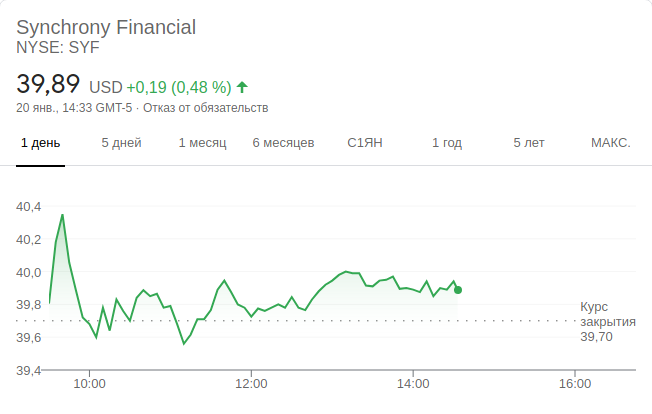 Synchrony Financial
NYSE: SYF
39,89 USD +0,19 (0,48 %)
20 янв., 14:33 GMT-5 · Отказ от обязательств
1 день 5 дней 1 месяц 6 месяцев С1ЯН 1 год 5 лет МАКС.
40,4
40,2
40,0
39,8
39,6
39,4
Курс
закрытия
39,70
10:00 12:00 14:00 16:00